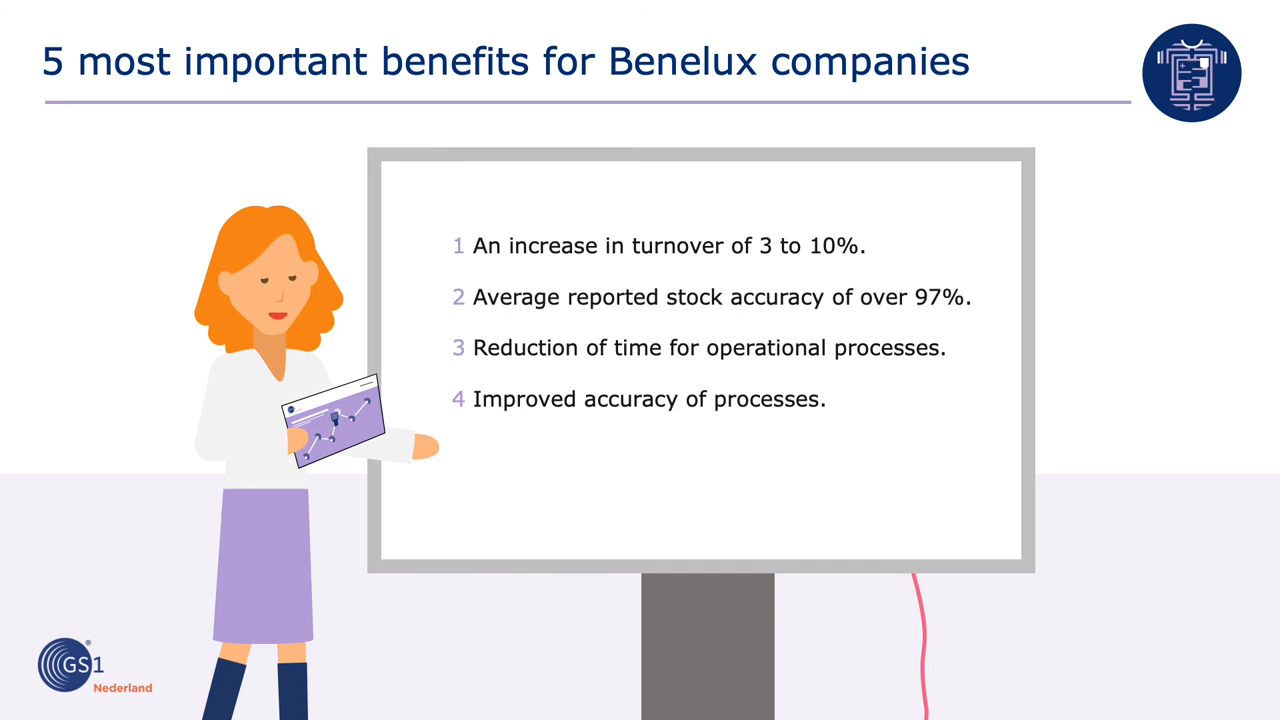 5 most important benefits for Benelux companies
1 An increase in turnover of 3 to 10%.
2 Average reported stock accuracy of over 97%.
3 Reduction of time for operational processes.
4 Improved accuracy of processes.
GS1
®
Nederland